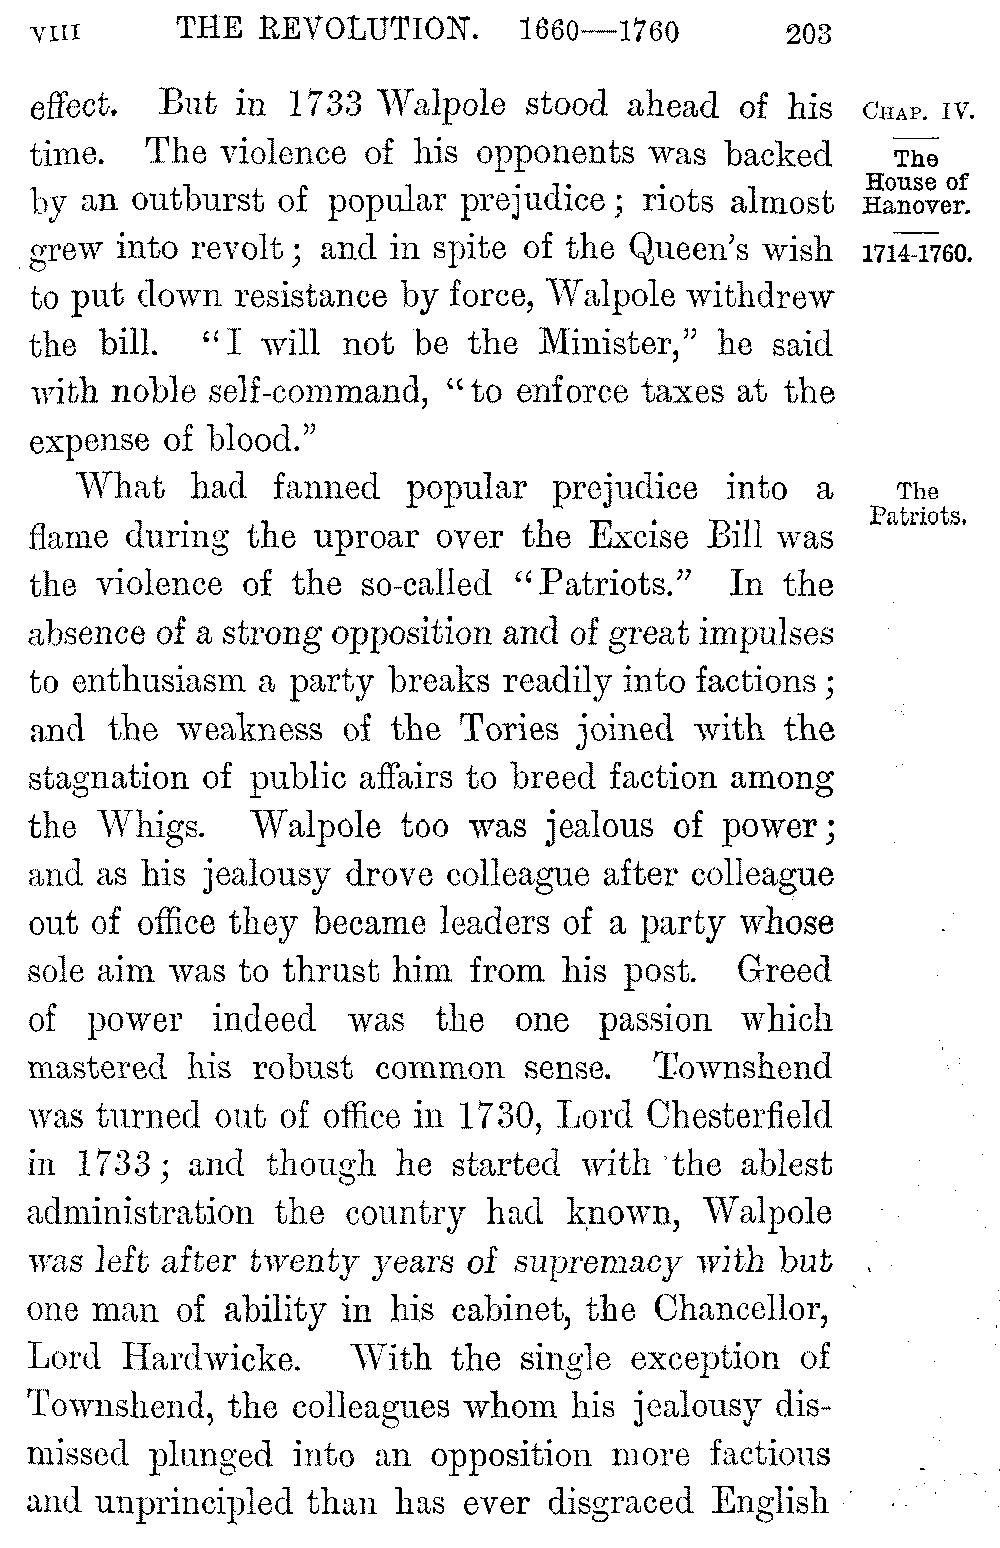 VIII THE REVOLUTION. 1660—1760 203
effect. But in 1733 Walpole stood ahead of his
time. The violence of his opponents was backed
by an outburst of popular prejudice; riots almost
grew into revolt; and in spite of the Queen's wish
to put down resistance by force, Walpole withdrew
the bill. "I will not be the Minister," he said
with noble self-command, "to enforce taxes at the
expense of blood."
CHAP. IV.
The
House of
Hanover.
1714-1760.
What had fanned popular prejudice into a
flame during the uproar over the Excise Bill was
the violence of the so-called "Patriots." In the
absence of a strong opposition and of great impulses
to enthusiasm a party breaks readily into factions;
and the weakness of the Tories joined with the
stagnation of public affairs to breed faction among
the Whigs. Walpole too was jealous of power;
and as his jealousy drove colleague after colleague
out of office they became leaders of a party whose
sole aim was to thrust him from his post. Greed
of power indeed was the one passion which
mastered his robust common sense. Townshend
was turned out of office in 1730, Lord Chesterfield
in 1733; and though he started with the ablest
administration the country had known, Walpole
was left after twenty years of supremacy with but
one man of ability in his cabinet, the Chancellor,
Lord Hardwicke. With the single exception of
Townshend, the colleagues whom his jealousy dis-
missed plunged into an opposition more factious
and unprincipled than has ever disgraced English
The
Patriots.